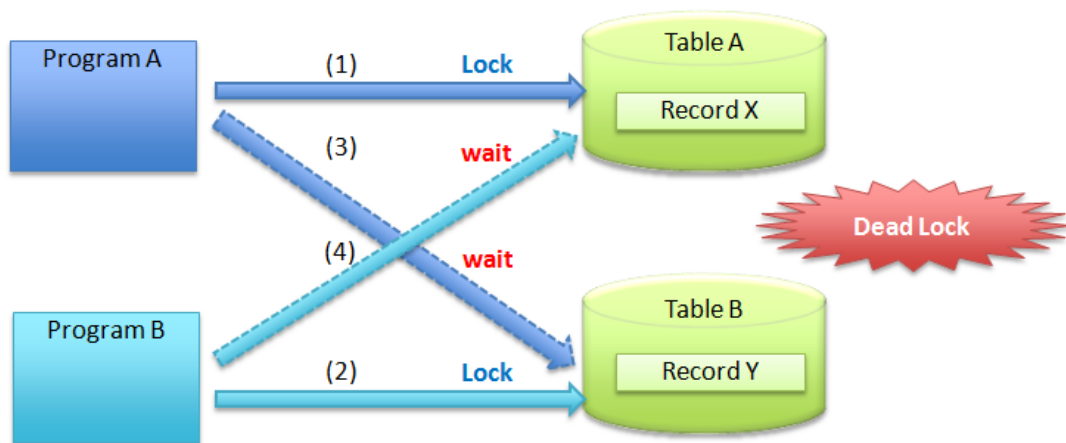 Program A
(1)
Lock
Table A
Record X
(3)
wait
Dead Lock
(4)
wait
Program B
(2)
Lock
Table B
Record Y